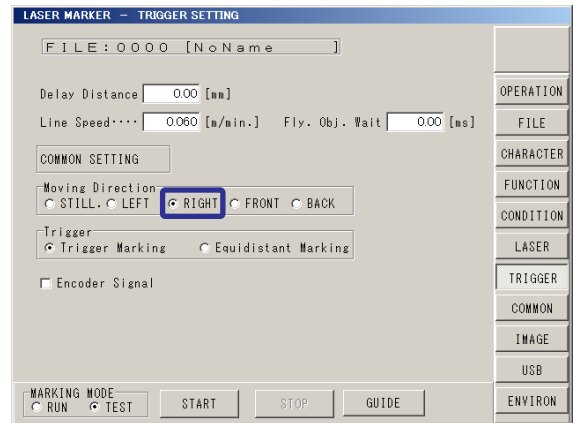 LASER MARKER － TRIGGER SETTING
FILE:0000 [NoName ]
Delay Distance 0.00 [mm]
Line Speed････ 0.060 [m/min.] Fly. Obj. Wait 0.00 [ms]
COMMON SETTING
Moving Direction
STILL. LEFT RIGHT FRONT BACK
Trigger
Trigger Marking Equidistant Marking
Encoder Signal
MARKING MODE
RUN TEST START STOP GUIDE
OPERATION
FILE
CHARACTER
FUNCTION
CONDITION
LASER
TRIGGER
COMMON
IMAGE
USB
ENVIRON